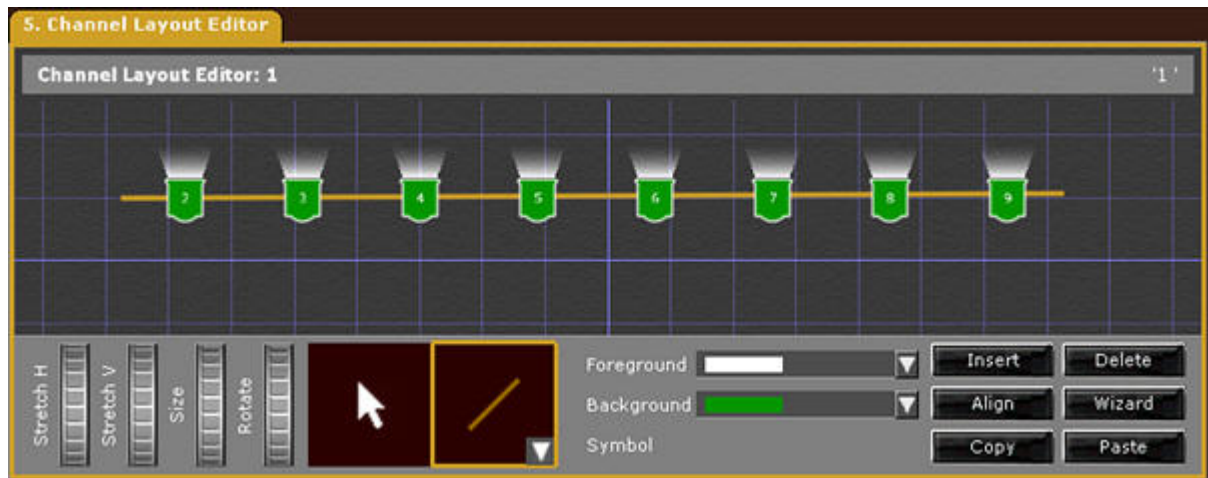 5. Channel Layout Editor
Channel Layout Editor: 1 '1 '
2 3 4 5 6 7 8 9
Stretch H
Stretch V
Size
Rotate
Foreground
Insert Delete
Background
Align Wizard
Symbol
Copy Paste